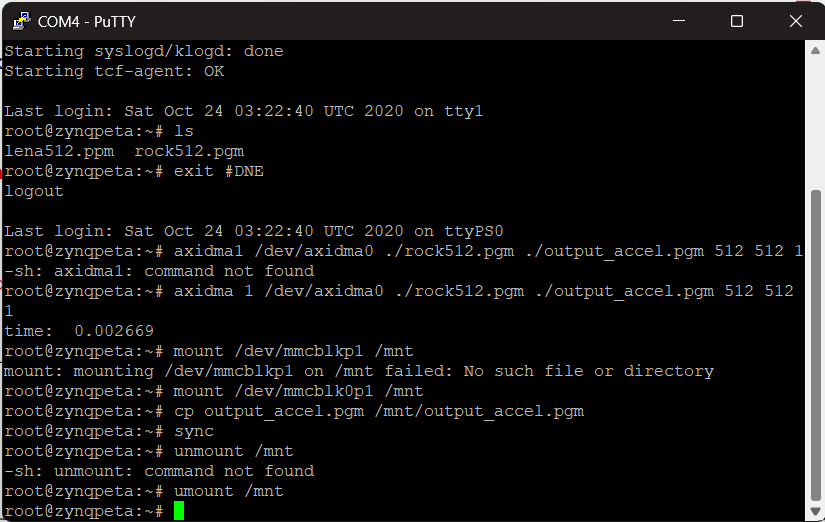 COM4 - PuTTY
Starting syslogd/klogd: done
Starting tcf-agent: OK
Last login: Sat Oct 24 03:22:40 UTC 2020 on tty1
root@zynqpeta:~# ls
lena512.ppm  rock512.pgm
root@zynqpeta:~# exit #DNE
logout
Last login: Sat Oct 24 03:22:40 UTC 2020 on ttyPS0
root@zynqpeta:~# axidma1 /dev/axidma0 ./rock512.pgm ./output_accel.pgm 512 512 1
-sh: axidma1: command not found
root@zynqpeta:~# axidma 1 /dev/axidma0 ./rock512.pgm ./output_accel.pgm 512 512
1
time:  0.002669
root@zynqpeta:~# mount /dev/mmcblkp1 /mnt
mount: mounting /dev/mmcblkp1 on /mnt failed: No such file or directory
root@zynqpeta:~# mount /dev/mmcblk0p1 /mnt
root@zynqpeta:~# cp output_accel.pgm /mnt/output_accel.pgm
root@zynqpeta:~# sync
root@zynqpeta:~# unmount /mnt
-sh: unmount: command not found
root@zynqpeta:~# umount /mnt
root@zynqpeta:~#